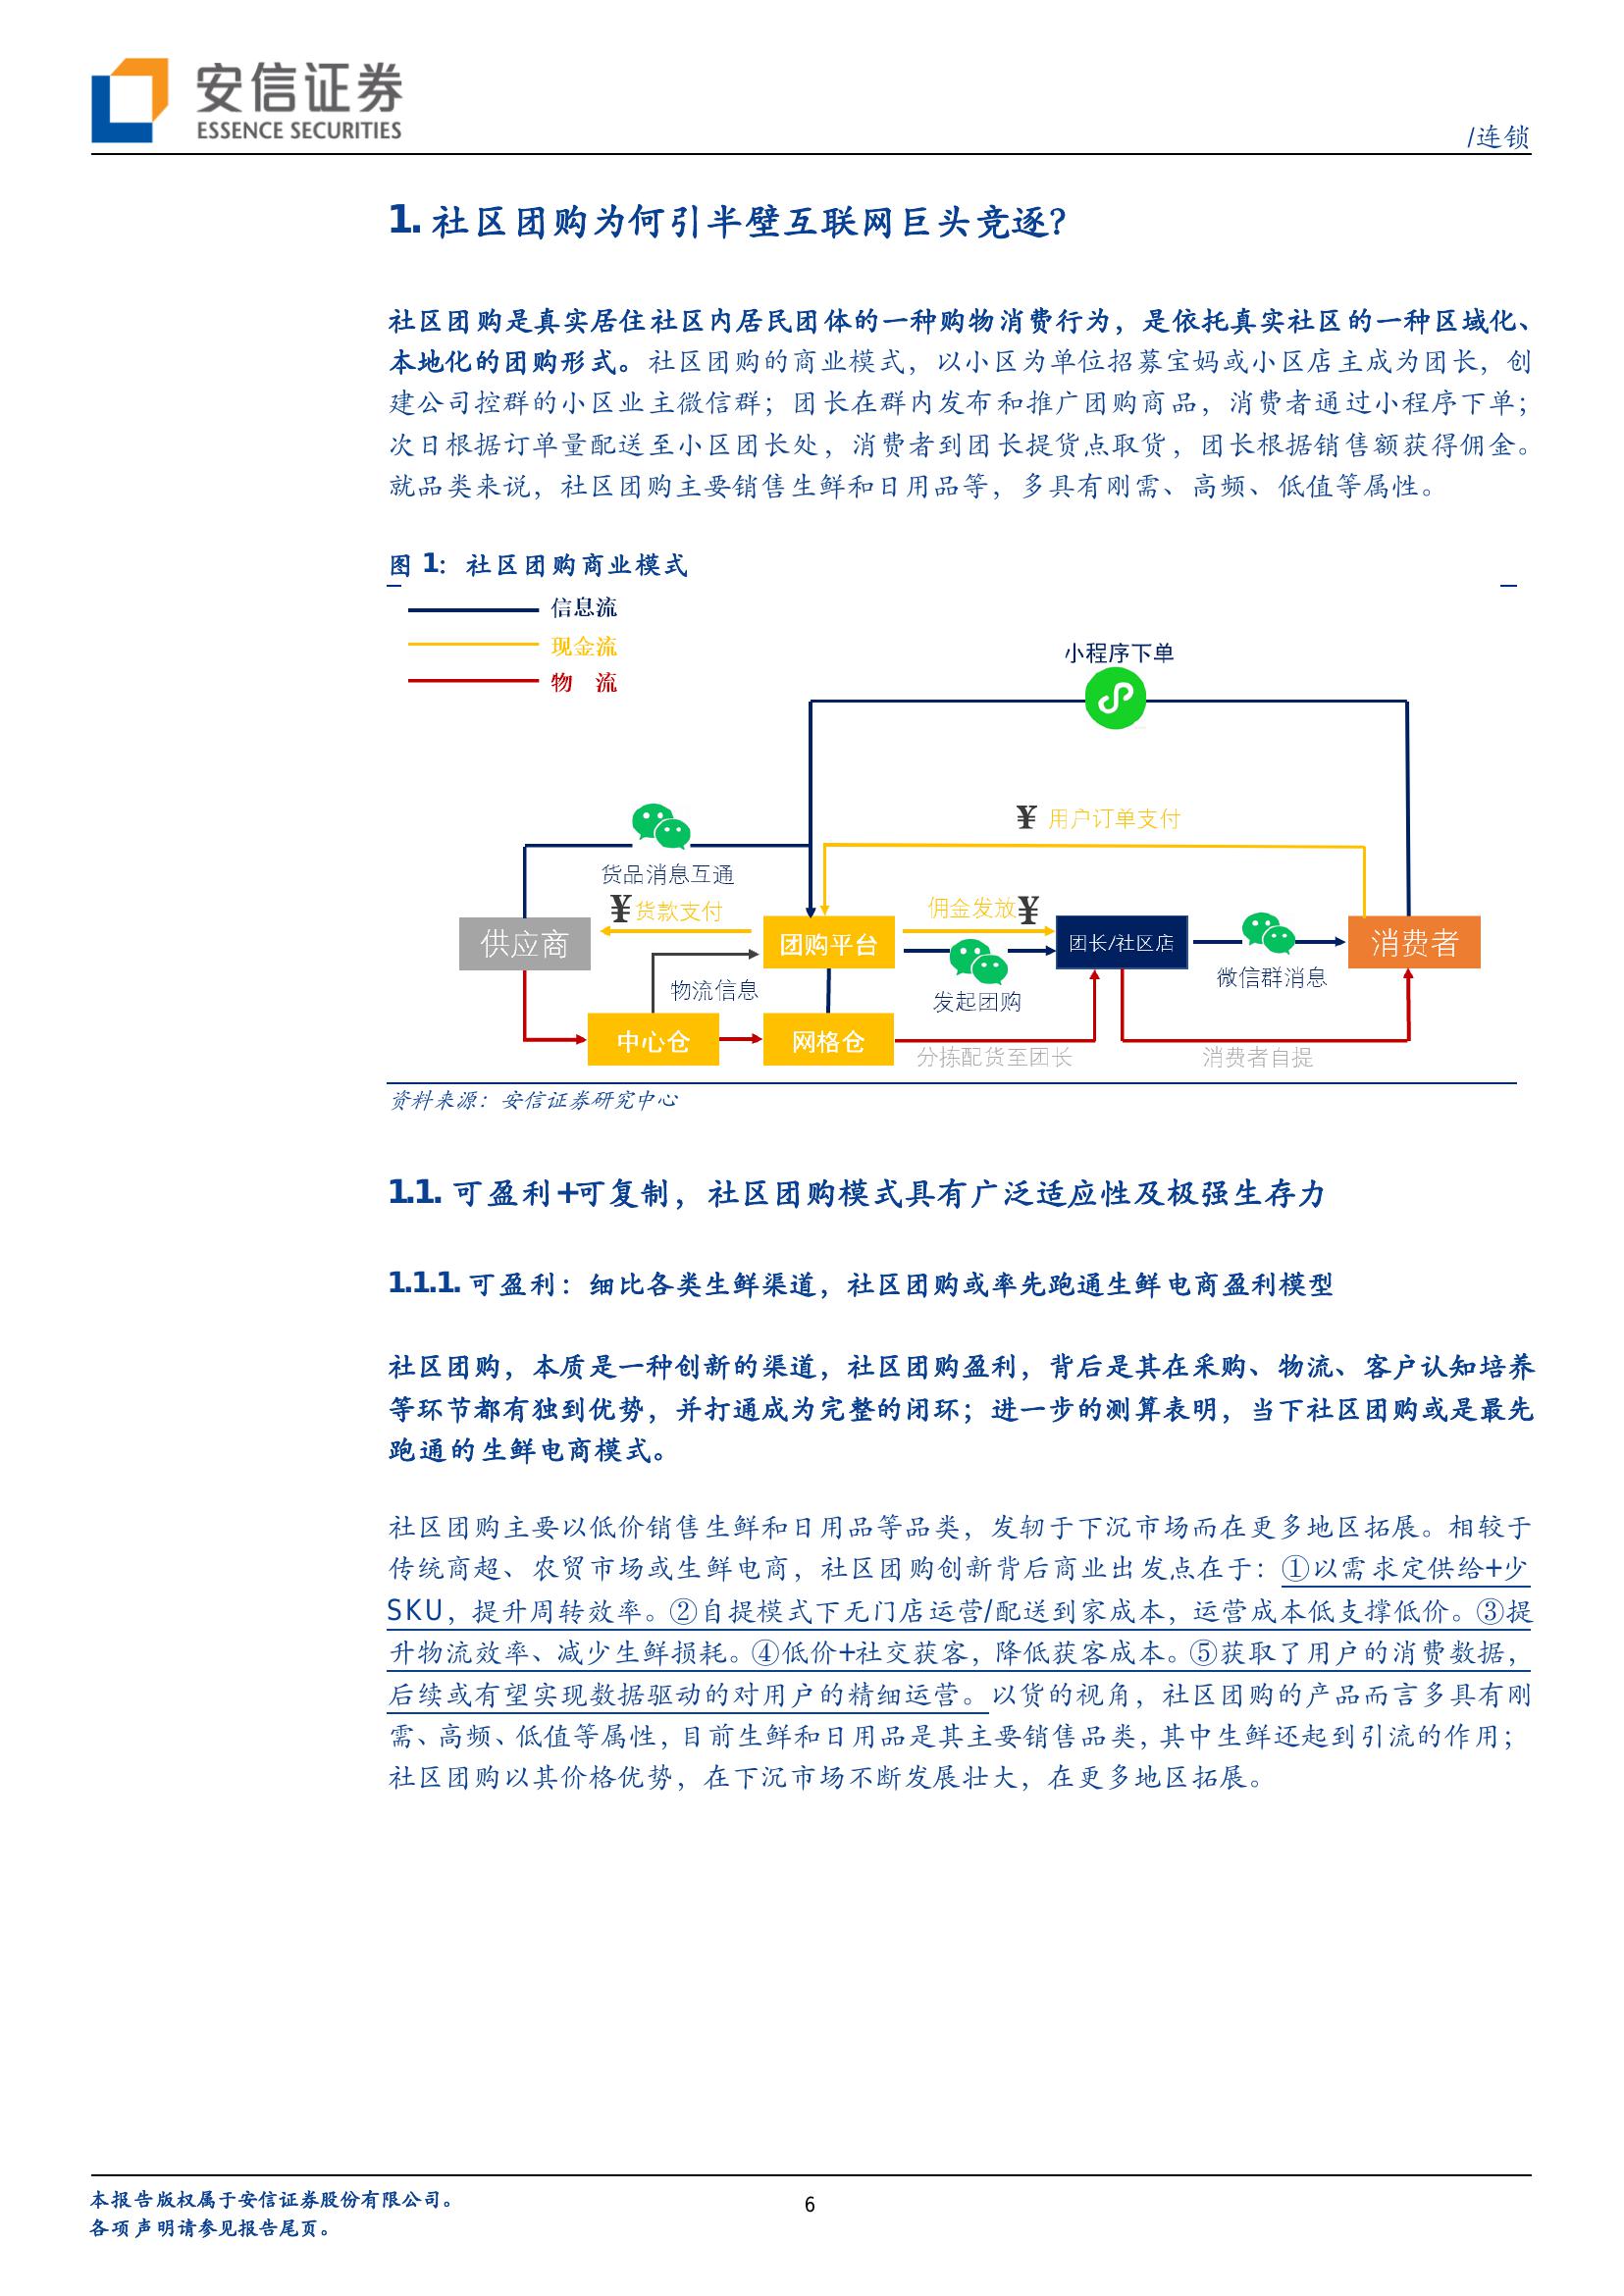 安信证券
ESSENCE SECURITIES
/连锁
1. 社区团购为何引半壁互联网巨头竞逐？
社区团购是真实居住社区内居民团体的一种购物消费行为，是依托真实社区的一种区域化、
本地化的团购形式。社区团购的商业模式，以小区为单位招募宝妈或小区店主成为团长，创
建公司控群的小区业主微信群；团长在群内发布和推广团购商品，消费者通过小程序下单；
次日根据订单量配送至小区团长处，消费者到团长提货点取货，团长根据销售额获得佣金。
就品类来说，社区团购主要销售生鲜和日用品等，多具有刚需、高频、低值等属性。
图 1：社区团购商业模式
信息流
现金流
物 流
小程序下单
¥ 用户订单支付
货品消息互通
¥ 货款支付
佣金发放 ¥
供应商
团购平台
团长/社区店
消费者
物流信息
发起团购
微信群消息
中心仓
网格仓
分拣配货至团长
消费者自提
资料来源：安信证券研究中心
1.1. 可盈利+可复制，社区团购模式具有广泛适应性及极强生存力
1.1.1. 可盈利：细比各类生鲜渠道，社区团购或率先跑通生鲜电商盈利模型
社区团购，本质是一种创新的渠道，社区团购盈利，背后是其在采购、物流、客户认知培养
等环节都有独到优势，并打通成为完整的闭环；进一步的测算表明，当下社区团购或是最先
跑通的生鲜电商模式。
社区团购主要以低价销售生鲜和日用品等品类，发轫于下沉市场而在更多地区拓展。相较于
传统商超、农贸市场或生鲜电商，社区团购创新背后商业出发点在于：①以需求定供给+少
SKU，提升周转效率。②自提模式下无门店运营/配送到家成本，运营成本低支撑低价。③提
升物流效率、减少生鲜损耗。④低价+社交获客，降低获客成本。⑤获取了用户的消费数据，
后续或有望实现数据驱动的对用户的精细运营。以货的视角，社区团购的产品而言多具有刚
需、高频、低值等属性，目前生鲜和日用品是其主要销售品类，其中生鲜还起到引流的作用；
社区团购以其价格优势，在下沉市场不断发展壮大，在更多地区拓展。
本报告版权属于安信证券股份有限公司。
各项声明请参见报告尾页。
6